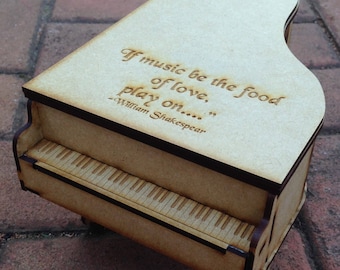 "If music be the food
of love,
play on...."
~William Shakespear